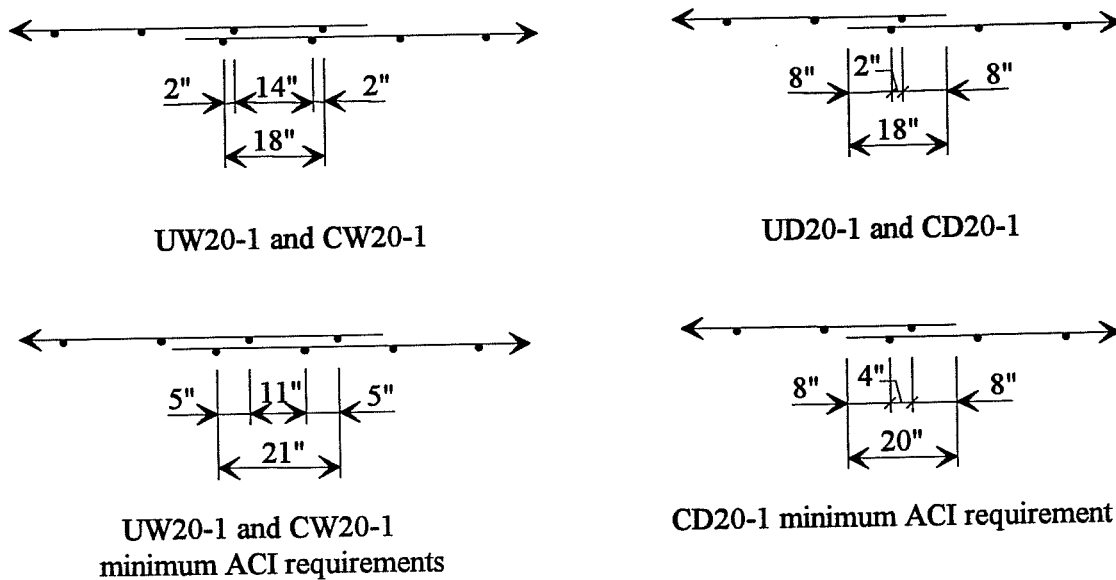 2" 14" 2"
18"
UW20-1 and CW20-1
8" 2" 8"
18"
UD20-1 and CD20-1
5" 11" 5"
21"
UW20-1 and CW20-1
minimum ACI requirements
8" 4" 8"
20"
CD20-1 minimum ACI requirement